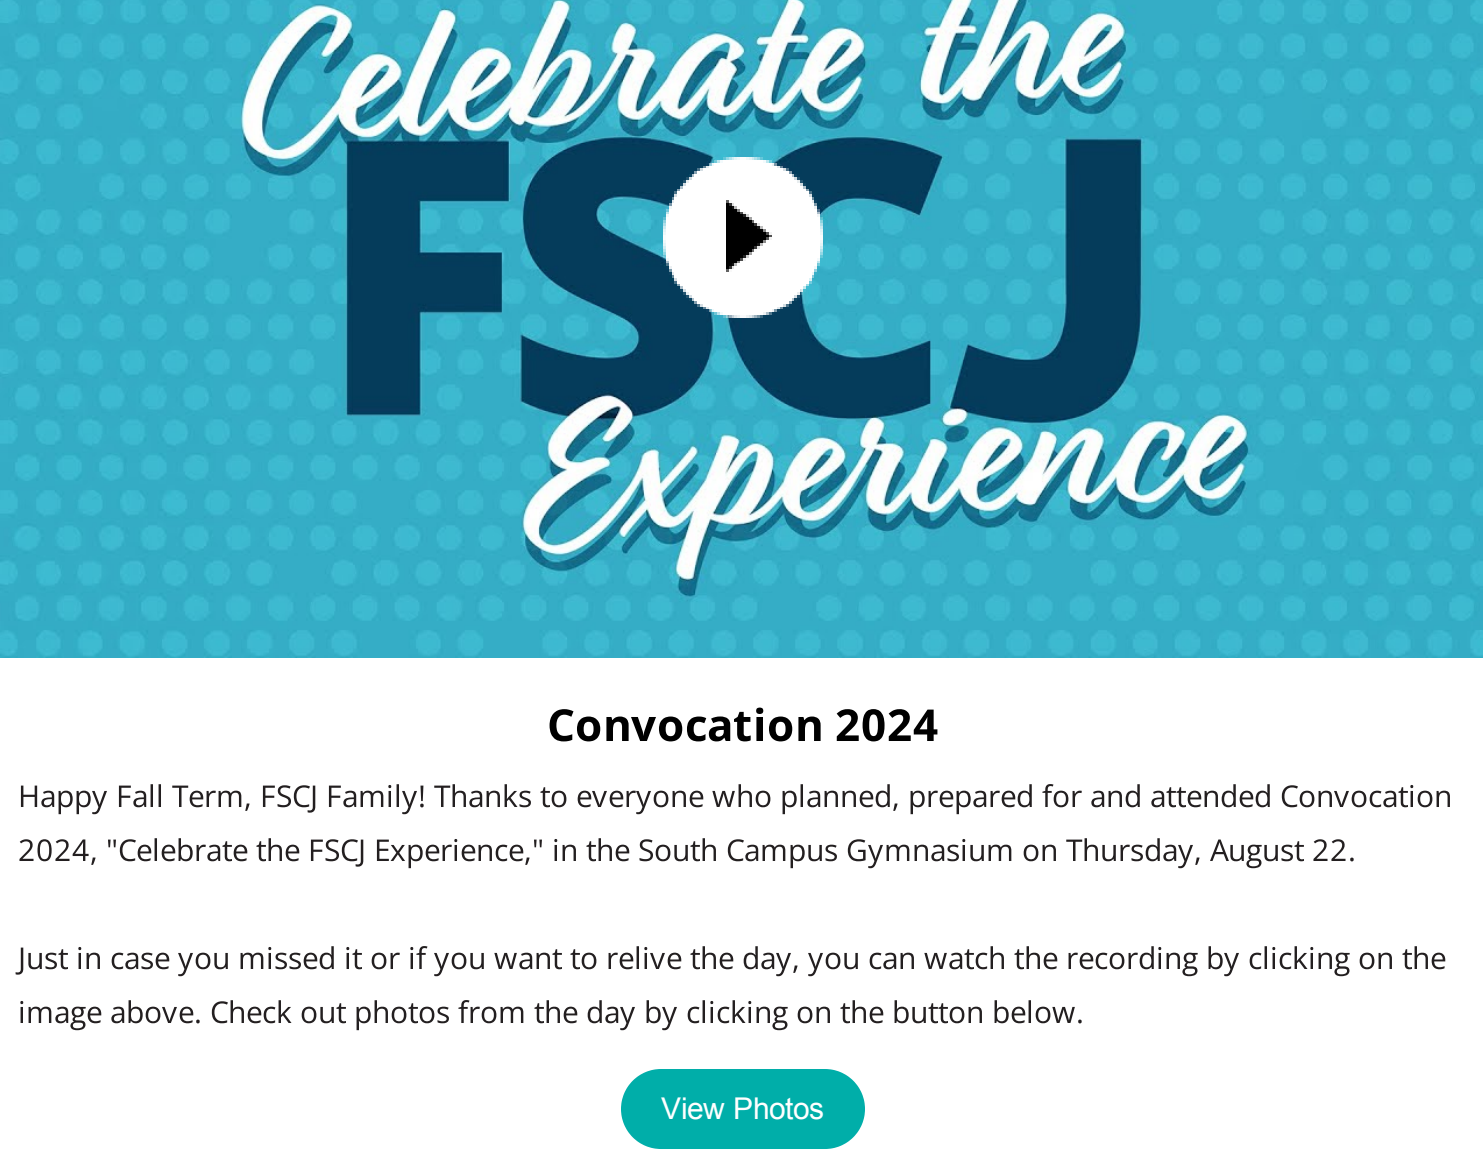 Celebrate the
FSCJ
Experience
Convocation 2024
Happy Fall Term, FSCJ Family! Thanks to everyone who planned, prepared for and attended Convocation
2024, "Celebrate the FSCJ Experience," in the South Campus Gymnasium on Thursday, August 22.
Just in case you missed it or if you want to relive the day, you can watch the recording by clicking on the
image above. Check out photos from the day by clicking on the button below.
View Photos